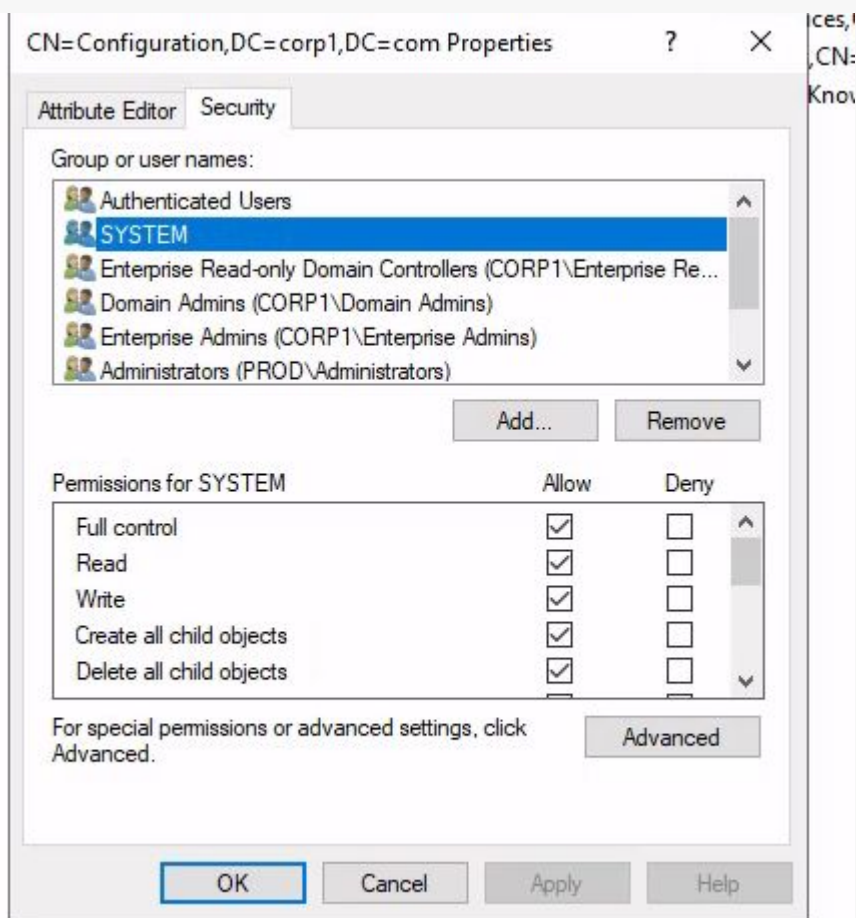 ices,
CN=Configuration,DC=corp1,DC=com Properties ? X
,CN=
Attribute Editor Security
Know
Group or user names:
Authenticated Users
SYSTEM
Enterprise Read-only Domain Controllers (CORP1\Enterprise Re...
Domain Admins (CORP1\Domain Admins)
Enterprise Admins (CORP1\Enterprise Admins)
Administrators (PROD\Administrators)
Add... Remove
Permissions for SYSTEM Allow Deny
Full control
Read
Write
Create all child objects
Delete all child objects
For special permissions or advanced settings, click
Advanced.
Advanced
OK Cancel Apply Help